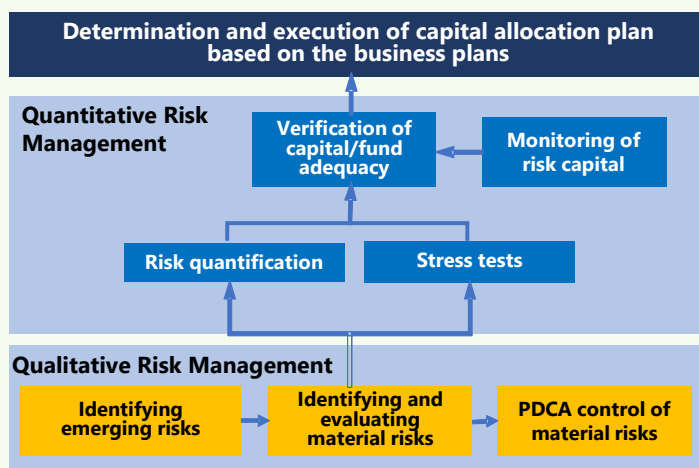 Determination and execution of capital allocation plan
based on the business plans
Quantitative Risk
Management
Verification of
capital/fund
adequacy
Monitoring of
risk capital
Risk quantification
Stress tests
Qualitative Risk Management
Identifying
emerging risks
Identifying and
evaluating
material risks
PDCA control of
material risks